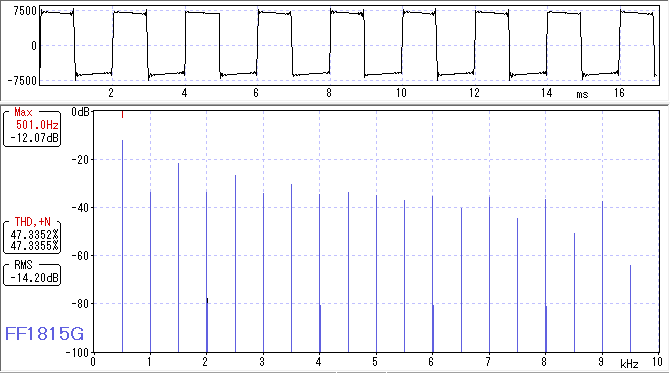 7500
0
-7500
2 4 6 8 10 12 14 ms 16
Max
501.0Hz
-12.07dB
0dB
-20
-40
-60
-80
-100
THD,+N
47.3352%
47.3355%
RMS
-14.20dB
FF1815G
0 1 2 3 4 5 6 7 8 9 kHz 10